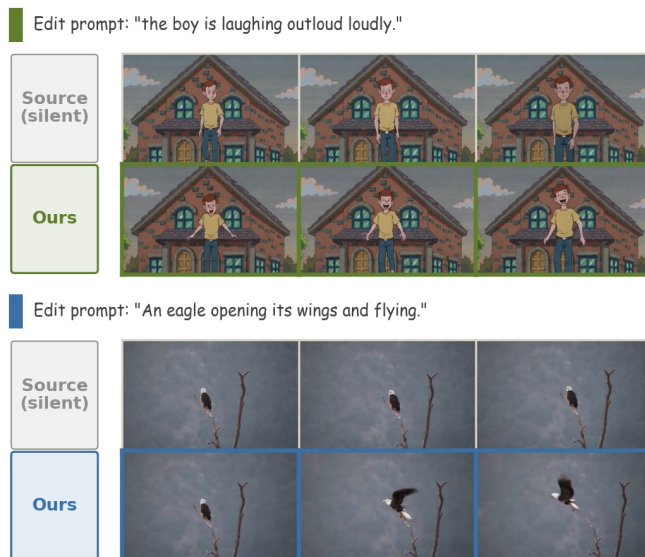 Edit prompt: "the boy is laughing outloud loudly."
Source
(silent)
Ours
Edit prompt: "An eagle opening its wings and flying."
Source
(silent)
Ours